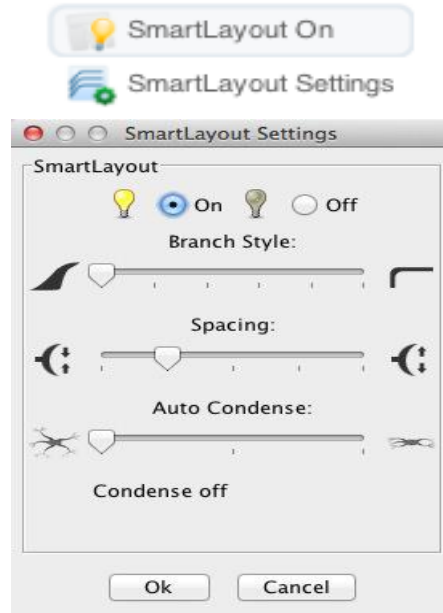 SmartLayout On
SmartLayout Settings
SmartLayout Settings
SmartLayout
On Off
Branch Style:
Spacing:
Auto Condense:
Condense off
Ok Cancel